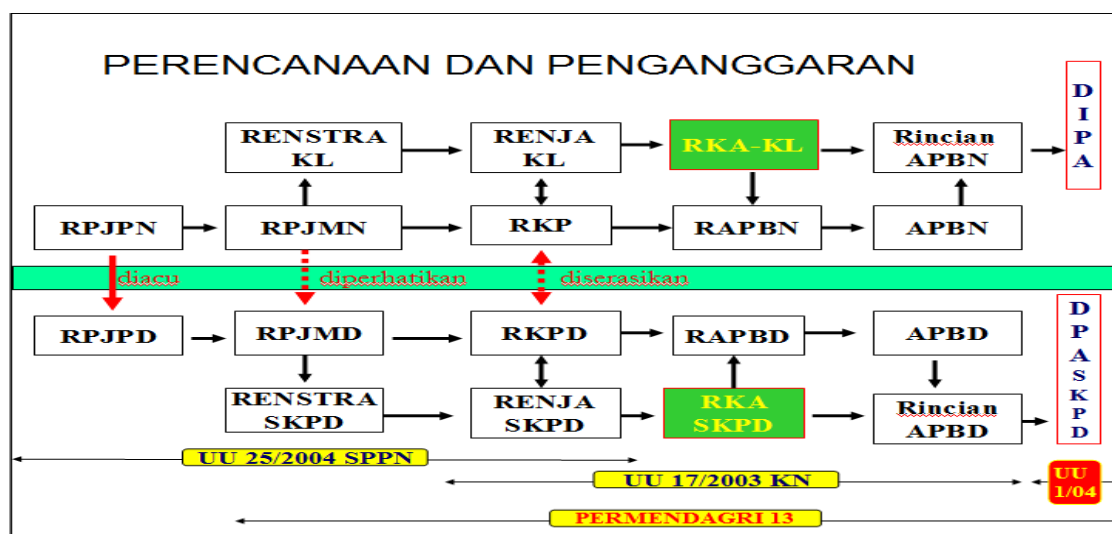 PERENCANAAN DAN PENGANGGARAN
D
I
P
A
RENSTRA
KL
RENJA
KL
RKA-KL
Rincian
APBN
RPJPN
RPJMN
RKP
RAPBN
APBN
diacu
diperhatikan
diserasikan
RPJPD
RPJMD
RKPD
RAPBD
APBD
D
P
A
S
K
P
D
RENSTRA
SKPD
RENJA
SKPD
RKA
SKPD
Rincian
APBD
UU 25/2004 SPPN
UU 17/2003 KN
UU
1/04
PERMENDAGRI 13